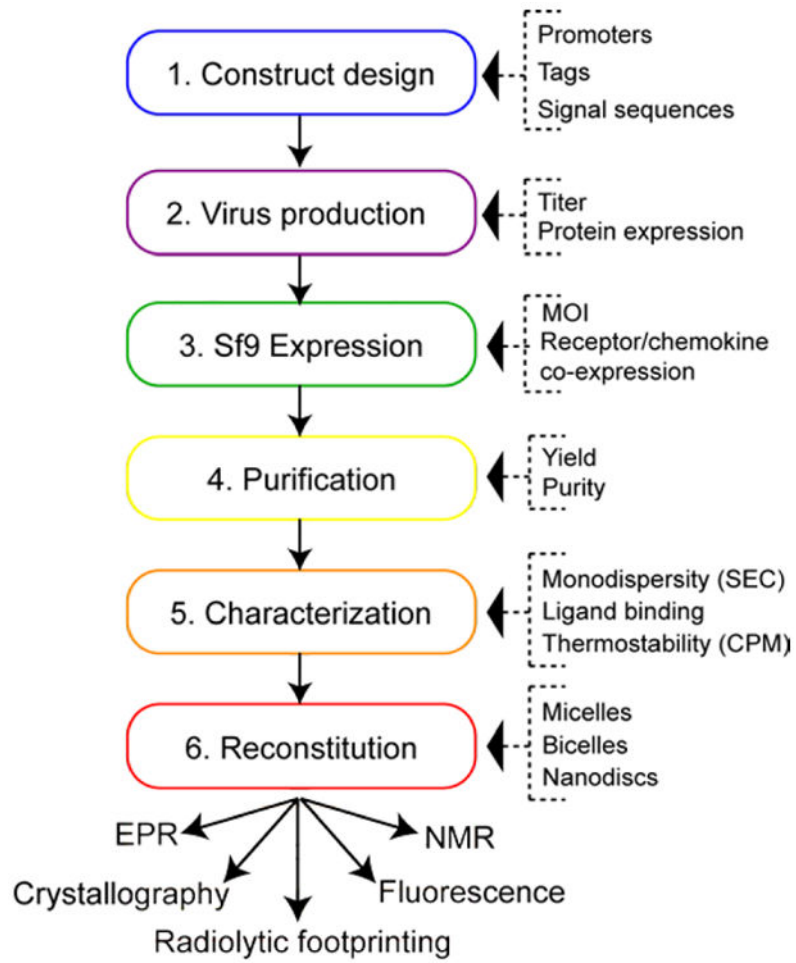 1. Construct design
Promoters
Tags
Signal sequences
2. Virus production
Titer
Protein expression
3. Sf9 Expression
MOI
Receptor/chemokine
co-expression
4. Purification
Yield
Purity
5. Characterization
Monodispersity (SEC)
Ligand binding
Thermostability (CPM)
6. Reconstitution
Micelles
Bicelles
Nanodiscs
EPR
NMR
Crystallography
Fluorescence
Radiolytic footprinting